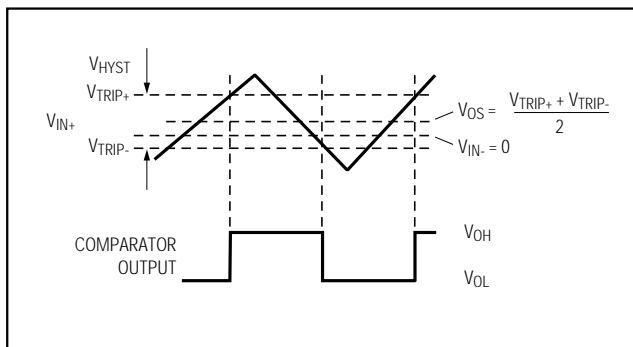 VHYST
VTRIP+
VIN+
VTRIP-
VOS = VTRIP+ + VTRIP-
2
VIN- = 0
COMPARATOR
OUTPUT
VOH
VOL